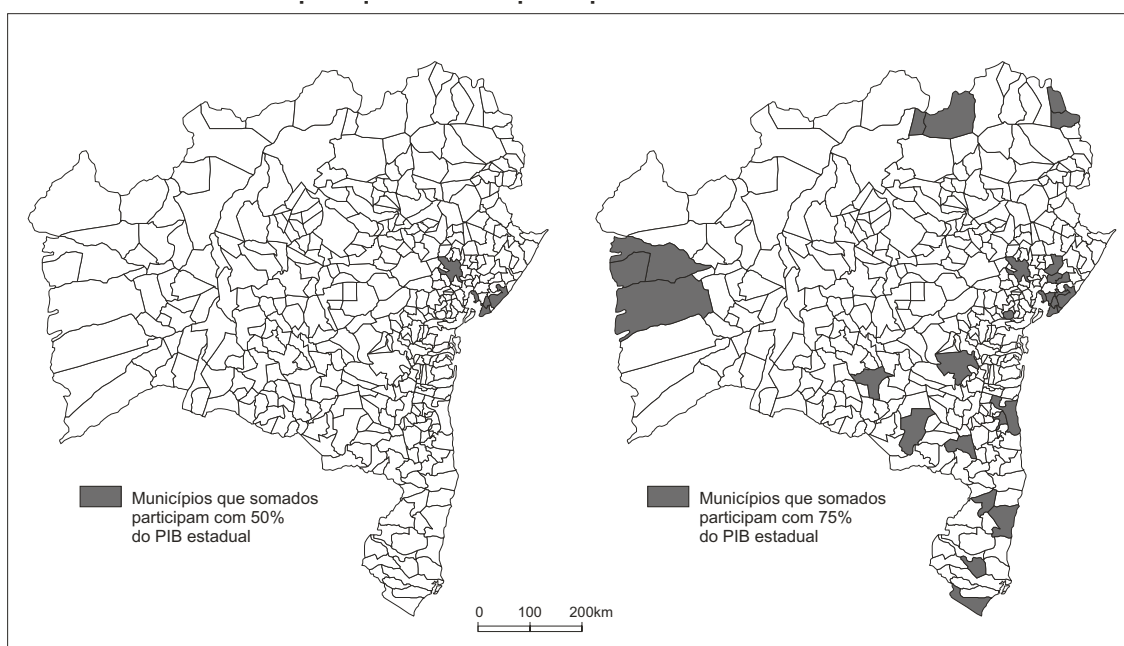 Municípios que somados
participam com 50%
do PIB estadual
Municípios que somados
participam com 75%
do PIB estadual
0 100 200km